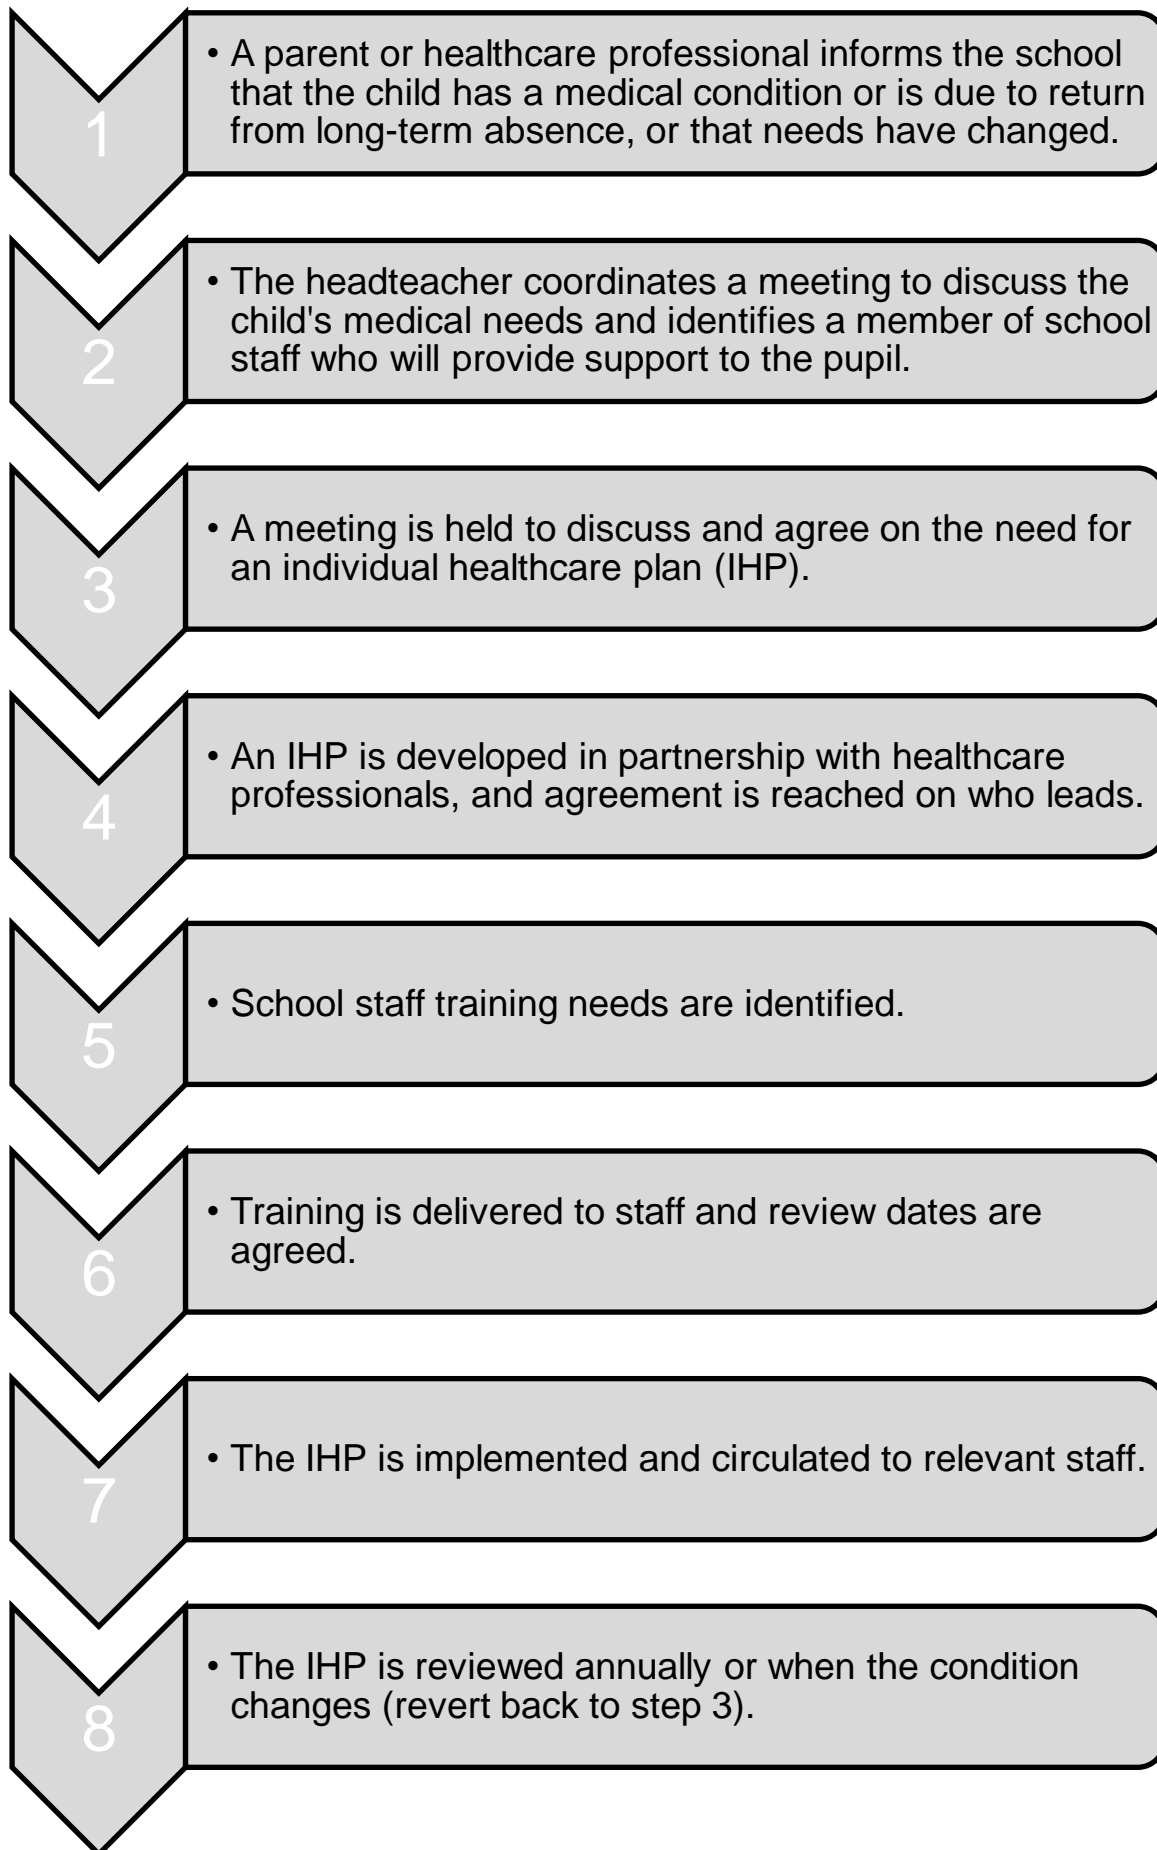 1
• A parent or healthcare professional informs the school
that the child has a medical condition or is due to return
from long-term absence, or that needs have changed.
2
• The headteacher coordinates a meeting to discuss the
child's medical needs and identifies a member of school
staff who will provide support to the pupil.
3
• A meeting is held to discuss and agree on the need for
an individual healthcare plan (IHP).
4
• An IHP is developed in partnership with healthcare
professionals, and agreement is reached on who leads.
5
• School staff training needs are identified.
6
• Training is delivered to staff and review dates are
agreed.
7
• The IHP is implemented and circulated to relevant staff.
8
• The IHP is reviewed annually or when the condition
changes (revert back to step 3).